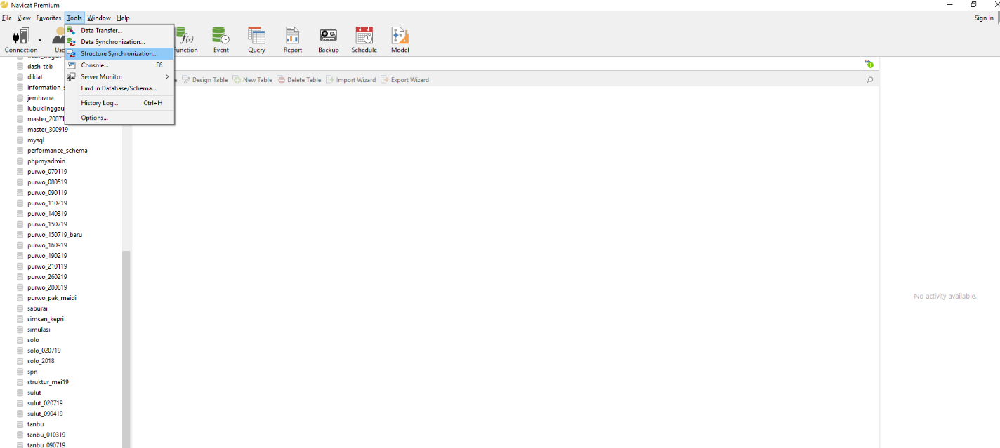 Navicat Premium
File View Favorites Tools Window Help
Sign In
Connection
Use
unction
Event
Query
Report
Backup
Schedule
Model
Data Transfer...
Data Synchronization...
Structure Synchronization...
Console... F6
Server Monitor
Find In Database/Schema...
History Log... Ctrl+H
Options...
Design Table New Table Delete Table Import Wizard Export Wizard
dash_tbb
diklat
information_s
jembrana
lubuklinggau
master_20071
master_300919
mysql
performance_schema
phpmyadmin
purwo_070119
purwo_080519
purwo_090119
purwo_110219
purwo_140319
purwo_150719
purwo_150719_baru
purwo_160919
purwo_190219
purwo_210119
purwo_260219
purwo_280819
purwo_pak_meidi
saburai
simcan_kepri
simulasi
solo
solo_020719
solo_2018
spn
struktur_mei19
sulut
sulut_020719
sulut_090419
tanbu
tanbu_010319
tanbu_090719
No activity available.